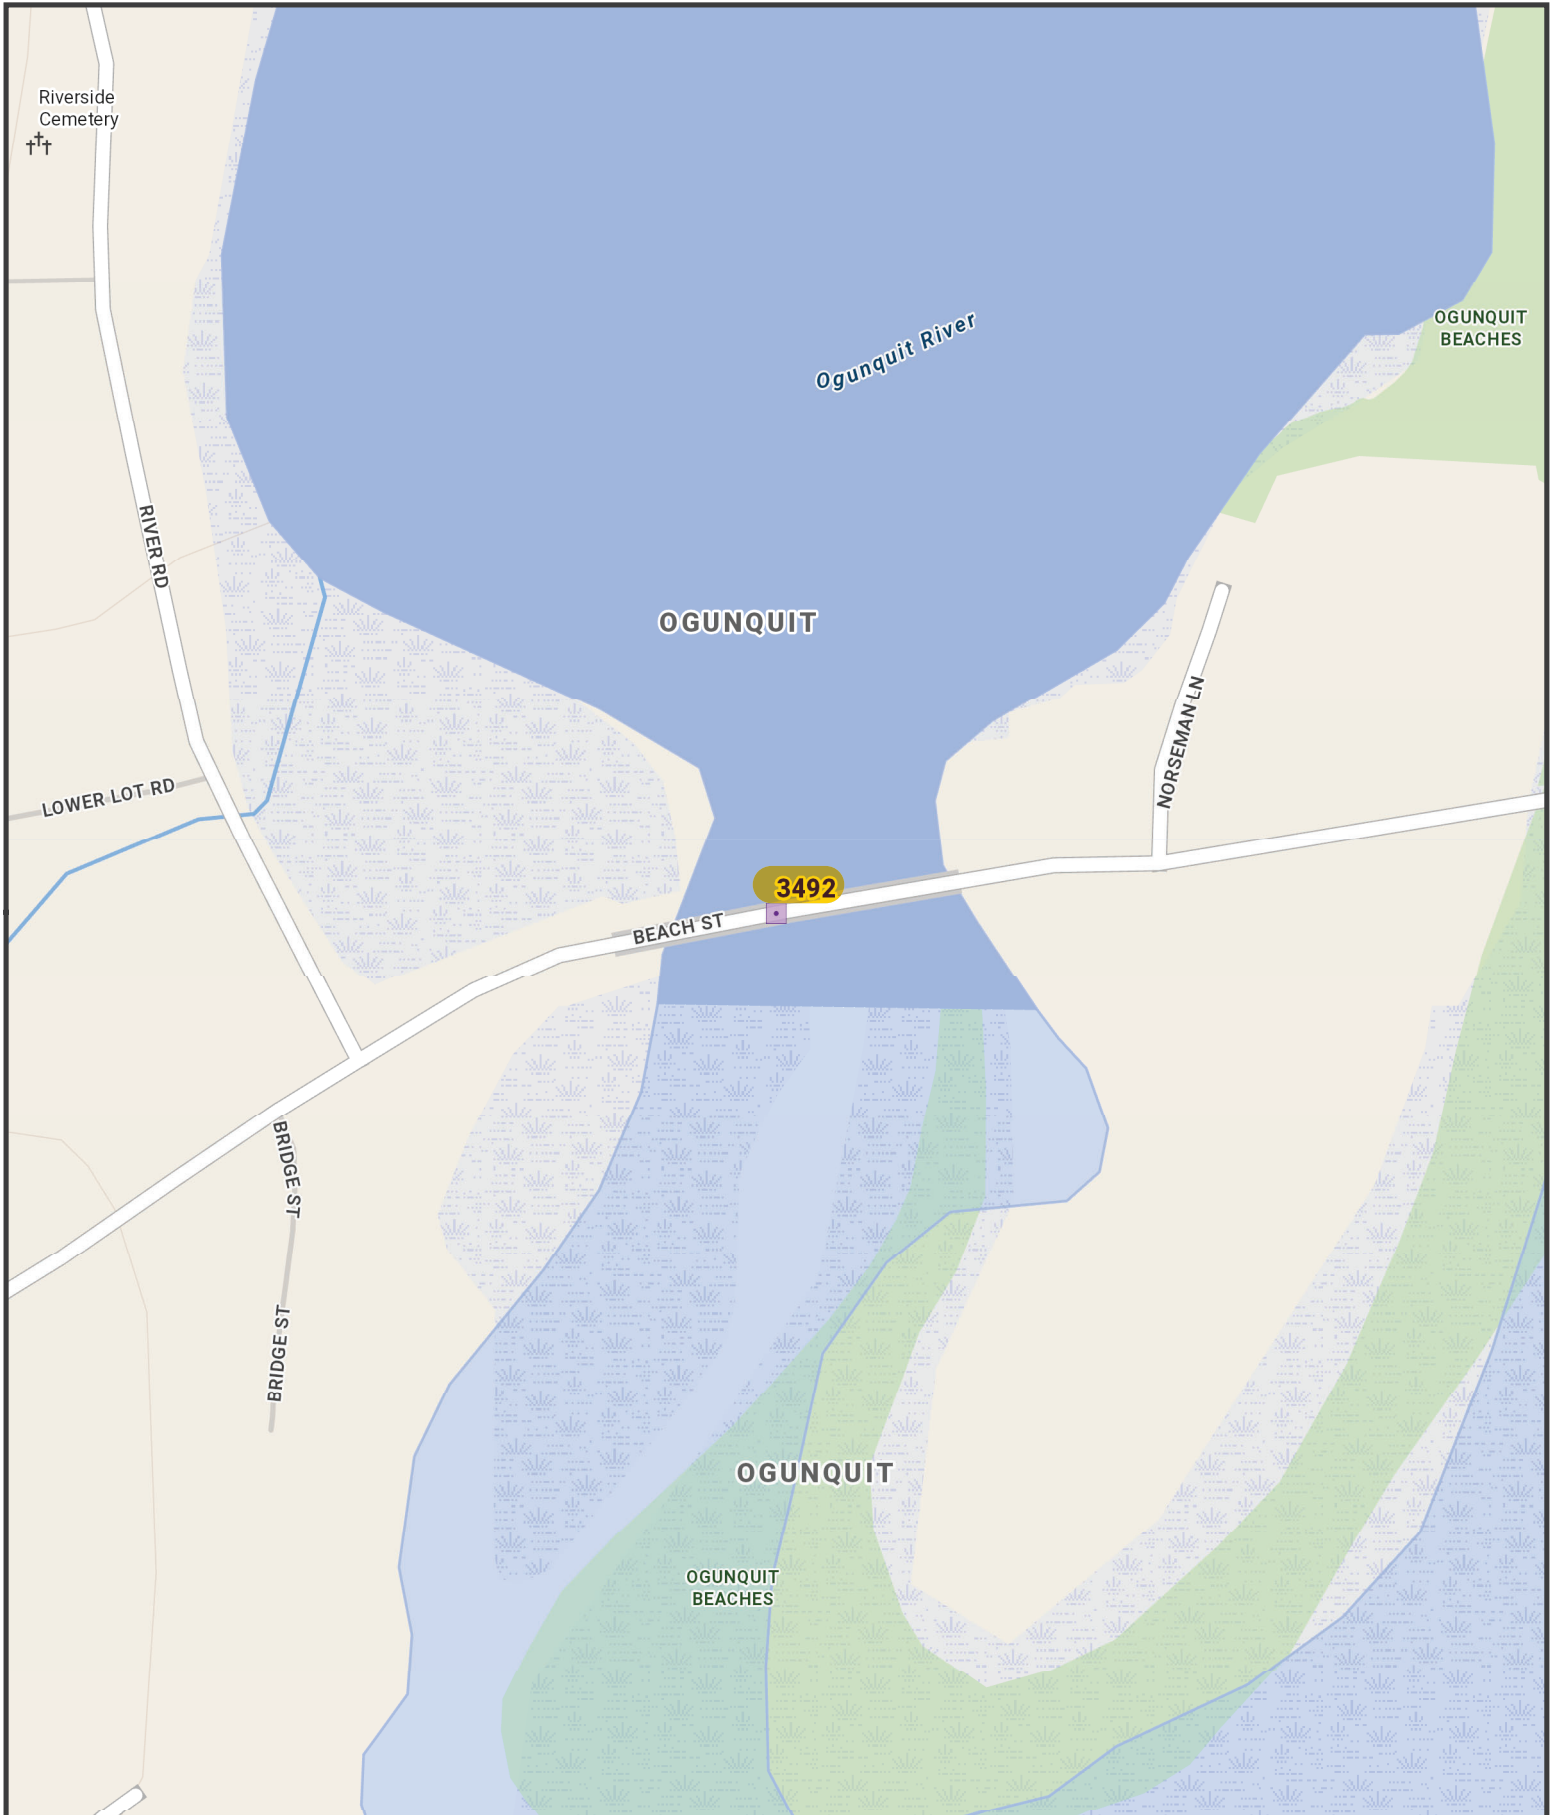 Riverside
Cemetery
Ogunquit River
OGUNQUIT
BEACHES
RIVER RD
OGUNQUIT
NORSEMAN LN
LOWER LOT RD
3492
BEACH ST
BRIDGE ST
BRIDGE ST
OGUNQUIT
OGUNQUIT
BEACHES